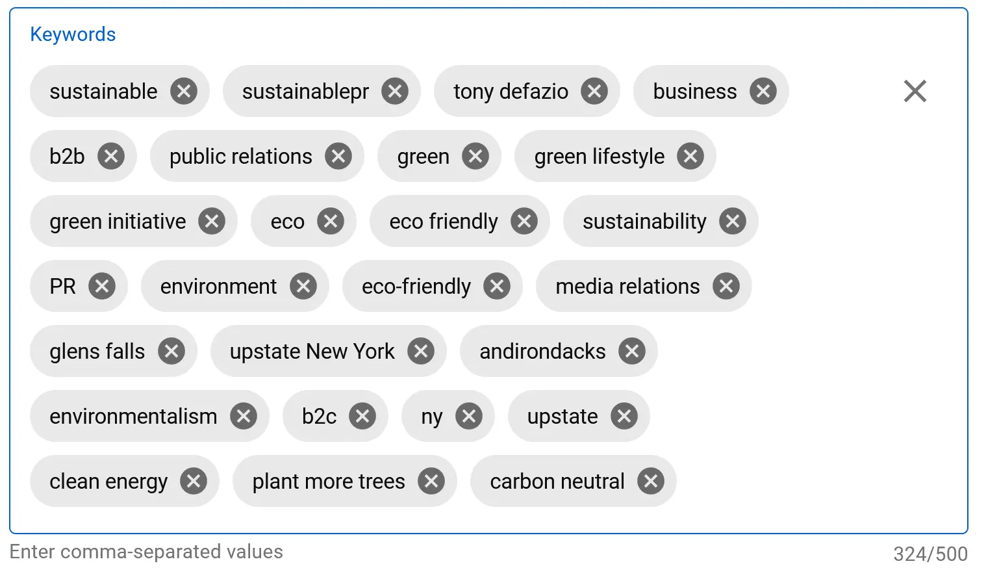 Keywords
sustainable sustainablepr tony defazio business
b2b public relations green green lifestyle
green initiative eco eco friendly sustainability
PR environment eco-friendly media relations
glens falls upstate New York andirondacks
environmentalism b2c ny upstate
clean energy plant more trees carbon neutral
Enter comma-separated values 324/500